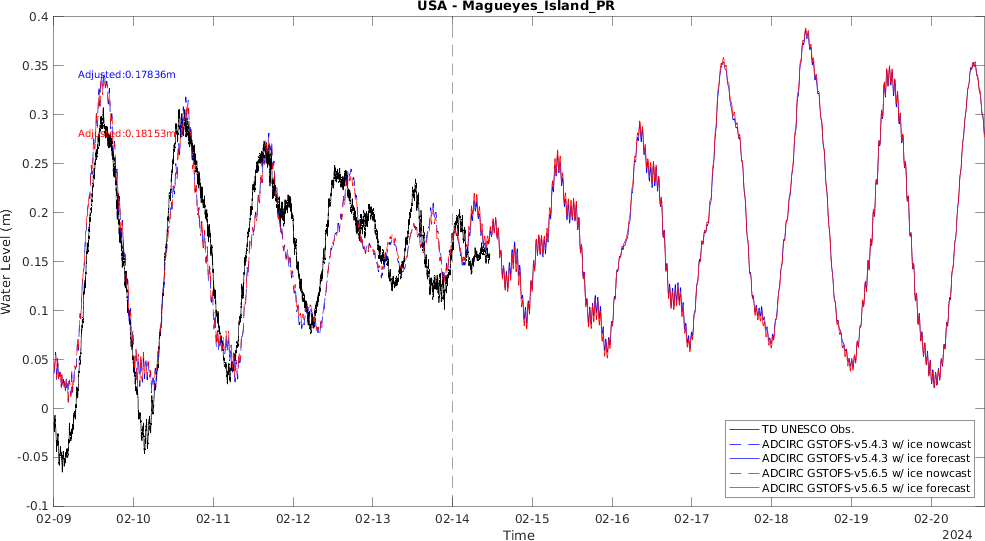 USA - Magueyes_Island_PR
0.4
0.35
0.3
0.25
0.2
0.15
0.1
0.05
0
-0.05
-0.1
Water Level (m)
Adjusted:0.17836m
Adjusted:0.18153m
TD UNESCO Obs.
ADCIRC GSTOFS-v5.4.3 w/ ice nowcast
ADCIRC GSTOFS-v5.4.3 w/ ice forecast
ADCIRC GSTOFS-v5.6.5 w/ ice nowcast
ADCIRC GSTOFS-v5.6.5 w/ ice forecast
02-09 02-10 02-11 02-12 02-13 02-14 02-15 02-16 02-17 02-18 02-19 02-20
Time
2024